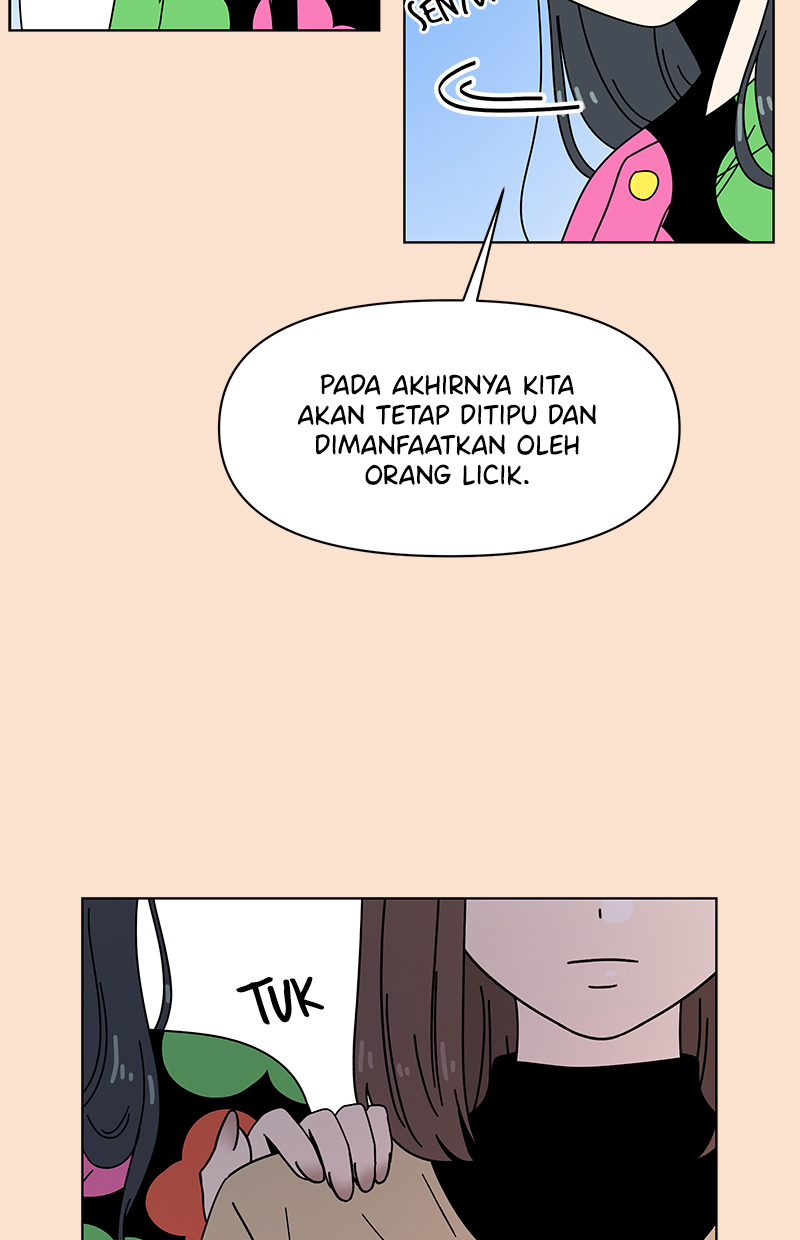 PADA AKHIRNYA KITA
AKAN TETAP DITIPU DAN
DIMANFAATKAN OLEH
ORANG LICIK.
TUK